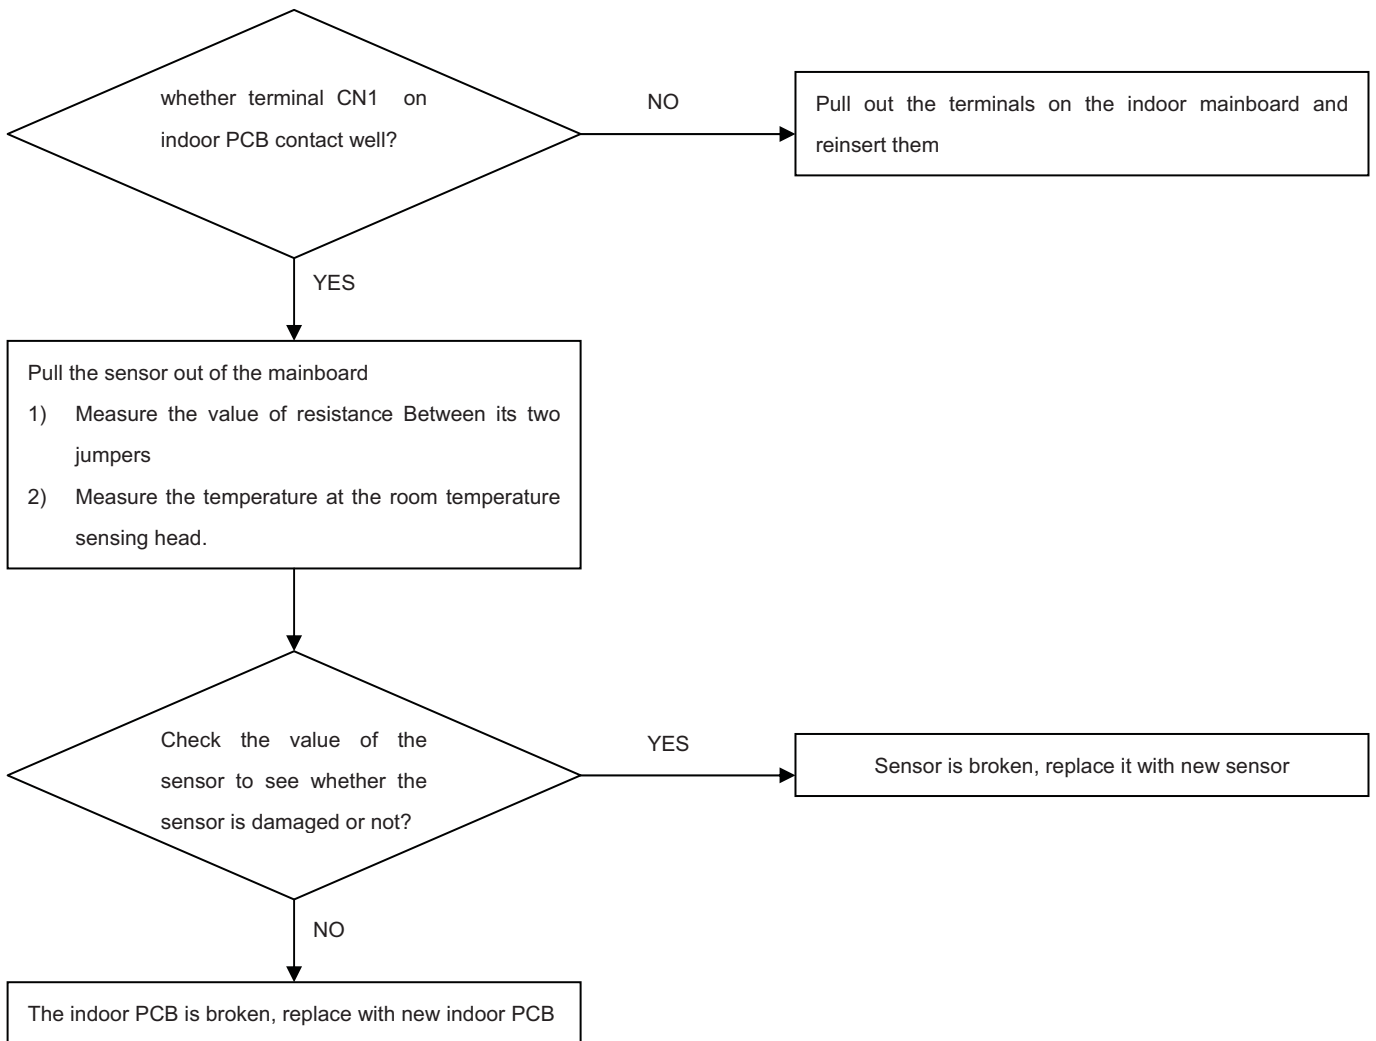 whether terminal CN1 on
indoor PCB contact well?
NO
Pull out the terminals on the indoor mainboard and
reinsert them
YES
Pull the sensor out of the mainboard
1) Measure the value of resistance Between its two
jumpers
2) Measure the temperature at the room temperature
sensing head.
Check the value of the
sensor to see whether the
sensor is damaged or not?
YES
Sensor is broken, replace it with new sensor
NO
The indoor PCB is broken, replace with new indoor PCB